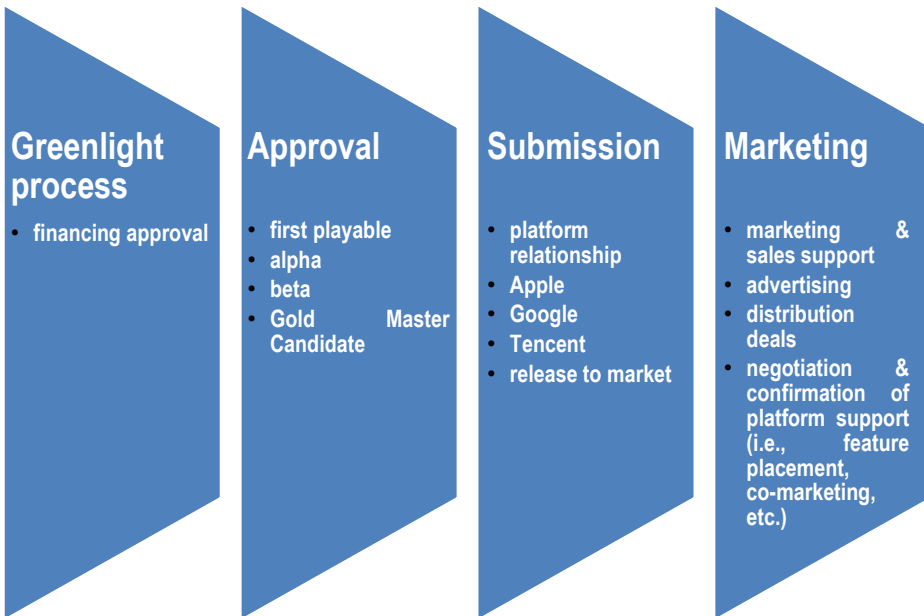 Greenlight
process
• financing approval
Approval
• first playable
• alpha
• beta
• Gold Master
Candidate
Submission
• platform
relationship
• Apple
• Google
• Tencent
• release to market
Marketing
• marketing &
sales support
• advertising
• distribution
deals
• negotiation &
confirmation of
platform support
(i.e., feature
placement,
co-marketing,
etc.)